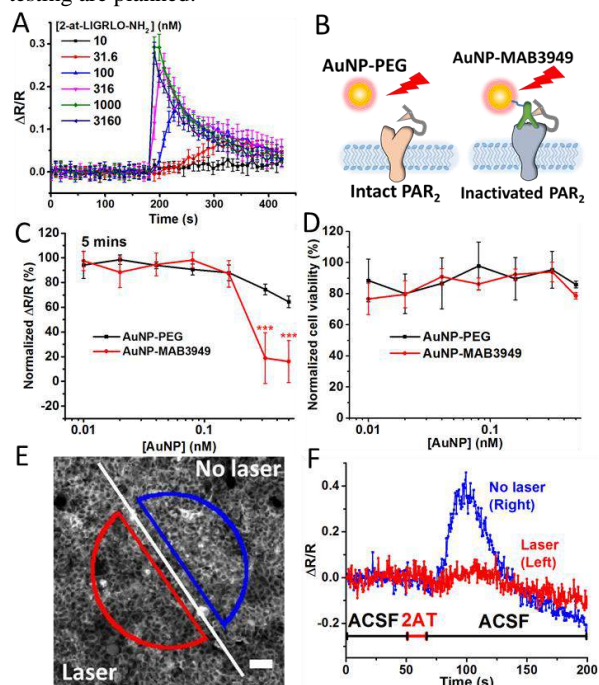 testing are planned.
A
[2-at-LIGRLO-NH2] (nM)
10
31.6
100
316
1000
3160
0.3
0.2
0.1
0.0
ΔR/R
0 100 200 300 400
Time (s)
B
AuNP-PEG
AuNP-MAB3949
Intact PAR2
Inactivated PAR2
C
5 mins
120
100
80
60
40
20
0
-20
Normalized ΔR/R (%)
AuNP-PEG
AuNP-MAB3949
*** ***
0.01 0.1
[AuNP] (nM)
D
120
100
80
60
40
20
0
Normalized cell viability (%)
AuNP-PEG
AuNP-MAB3949
0.01 0.1
[AuNP] (nM)
E
No laser
Laser
F
0.4
0.2
0.0
-0.2
ΔR/R
No laser
(Right)
Laser
(Left)
ACSF 2AT ACSF
0 50 100 150 200
Time (s)